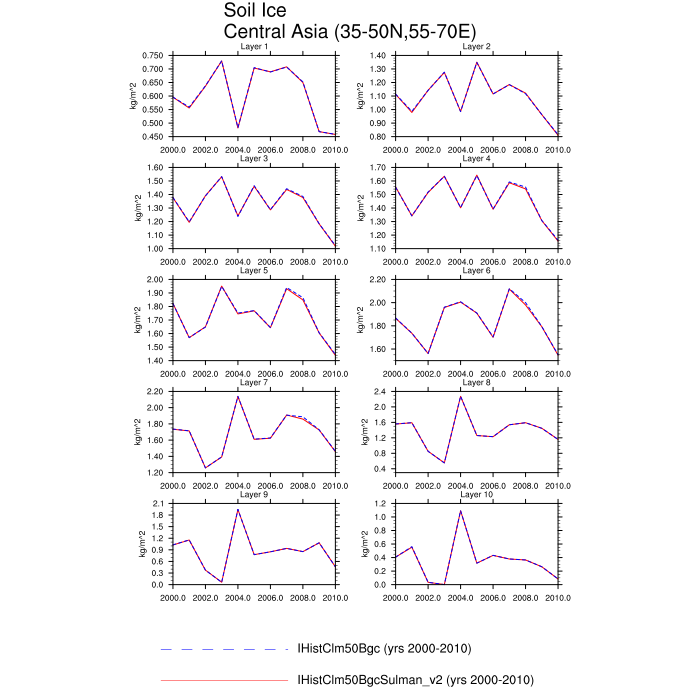 Soil Ice
Central Asia (35-50N,55-70E)
Layer 1
0.750
0.700
0.650
0.600
0.550
0.500
0.450
kg/m^2
2000.0 2002.0 2004.0 2006.0 2008.0 2010.0
Layer 2
1.40
1.30
1.20
1.10
1.00
0.90
0.80
kg/m^2
2000.0 2002.0 2004.0 2006.0 2008.0 2010.0
Layer 3
1.60
1.50
1.40
1.30
1.20
1.10
1.00
kg/m^2
2000.0 2002.0 2004.0 2006.0 2008.0 2010.0
Layer 4
1.70
1.60
1.50
1.40
1.30
1.20
1.10
kg/m^2
2000.0 2002.0 2004.0 2006.0 2008.0 2010.0
Layer 5
2.00
1.90
1.80
1.70
1.60
1.50
1.40
kg/m^2
2000.0 2002.0 2004.0 2006.0 2008.0 2010.0
Layer 6
2.20
2.00
1.80
1.60
kg/m^2
2000.0 2002.0 2004.0 2006.0 2008.0 2010.0
Layer 7
2.20
2.00
1.80
1.60
1.40
1.20
kg/m^2
2000.0 2002.0 2004.0 2006.0 2008.0 2010.0
Layer 8
2.4
2.0
1.6
1.2
0.8
0.4
kg/m^2
2000.0 2002.0 2004.0 2006.0 2008.0 2010.0
Layer 9
2.1
1.8
1.5
1.2
0.9
0.6
0.3
0.0
kg/m^2
2000.0 2002.0 2004.0 2006.0 2008.0 2010.0
Layer 10
1.2
1.0
0.8
0.6
0.4
0.2
0.0
kg/m^2
2000.0 2002.0 2004.0 2006.0 2008.0 2010.0
IHistClm50Bgc (yrs 2000-2010)
IHistClm50BgcSulman_v2 (yrs 2000-2010)